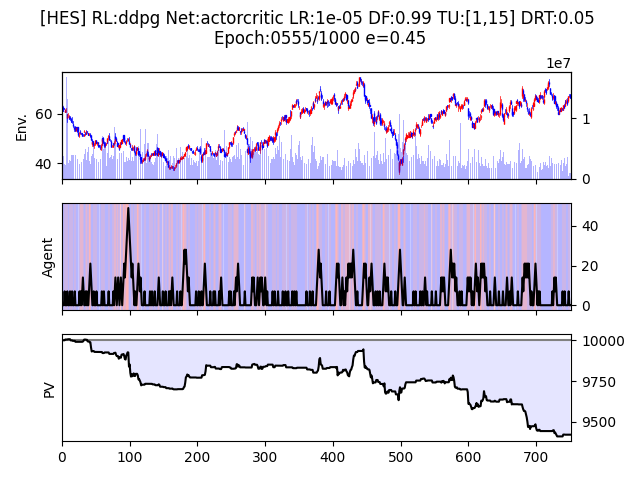 [HES] RL:ddpg Net:actorcritic LR:1e-05 DF:0.99 TU:[1,15] DRT:0.05
Epoch:0555/1000 e=0.45
1e7
Env.
60
40
1
0
Agent
40
20
0
PV
10000
9750
9500
0 100 200 300 400 500 600 700